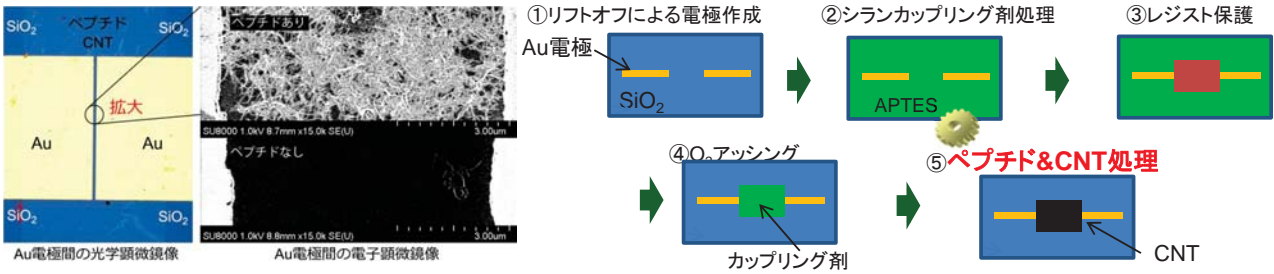 SiO2
ペプチド
CNT
SiO2
拡大
Au
Au
SiO2
SiO2
Au電極間の光学顕微鏡像
ペプチドあり
SU8000 1.0kV 8.7mm x15.0k SE(U)
3.00um
ペプチドなし
SU8000 1.0kV 8.8mm x15.0k SE(U)
3.00um
Au電極間の電子顕微鏡像
①リフトオフによる電極作成
Au電極
SiO2
②シランカップリング剤処理
APTES
③レジスト保護
④O2アッシング
カップリング剤
⑤ペプチド&CNT処理
CNT